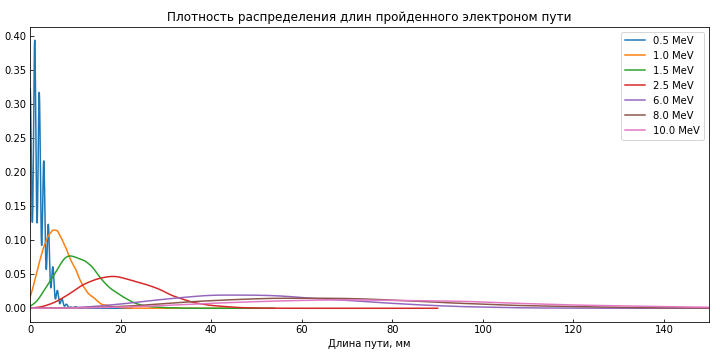 Плотность распределения длин пройденного электроном пути
0.40
0.35
0.30
0.25
0.20
0.15
0.10
0.05
0.00
0.5 MeV
1.0 MeV
1.5 MeV
2.5 MeV
6.0 MeV
8.0 MeV
10.0 MeV
0 20 40 60 80 100 120 140
Длина пути, мм